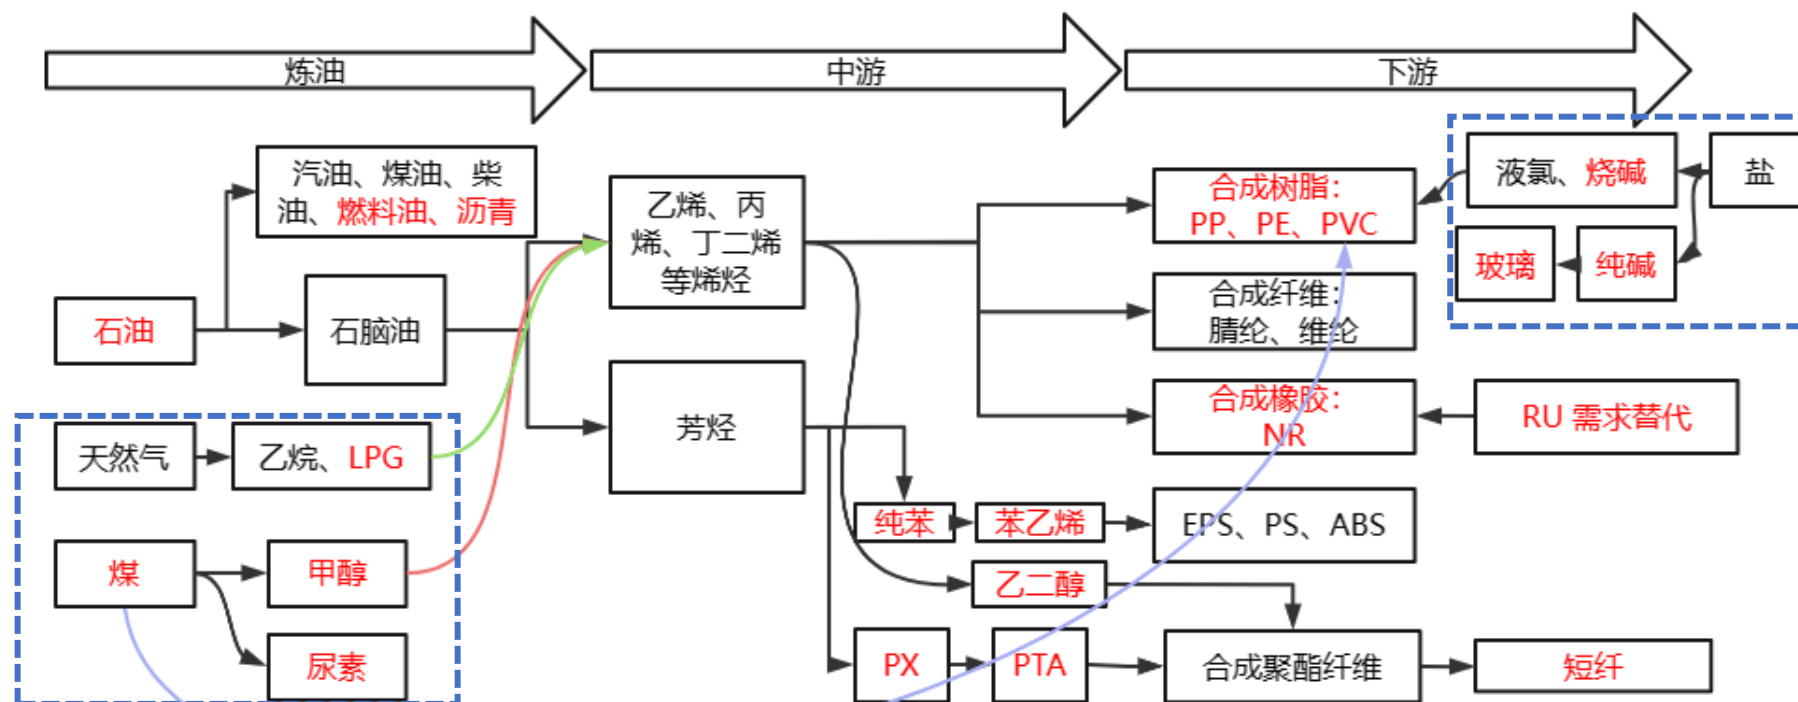 炼油
中游
下游
汽油、煤油、柴
油、燃料油、沥青
石油
石脑油
天然气
乙烷、LPG
煤
甲醇
尿素
乙烯、丙
烯、丁二烯
等烯烃
芳烃
纯苯
苯乙烯
乙二醇
PX
PTA
合成树脂：
PP、PE、PVC
合成纤维：
腈纶、维纶
合成橡胶：
NR
EPS、PS、ABS
合成聚酯纤维
液氯、烧碱
盐
玻璃
纯碱
RU 需求替代
短纤